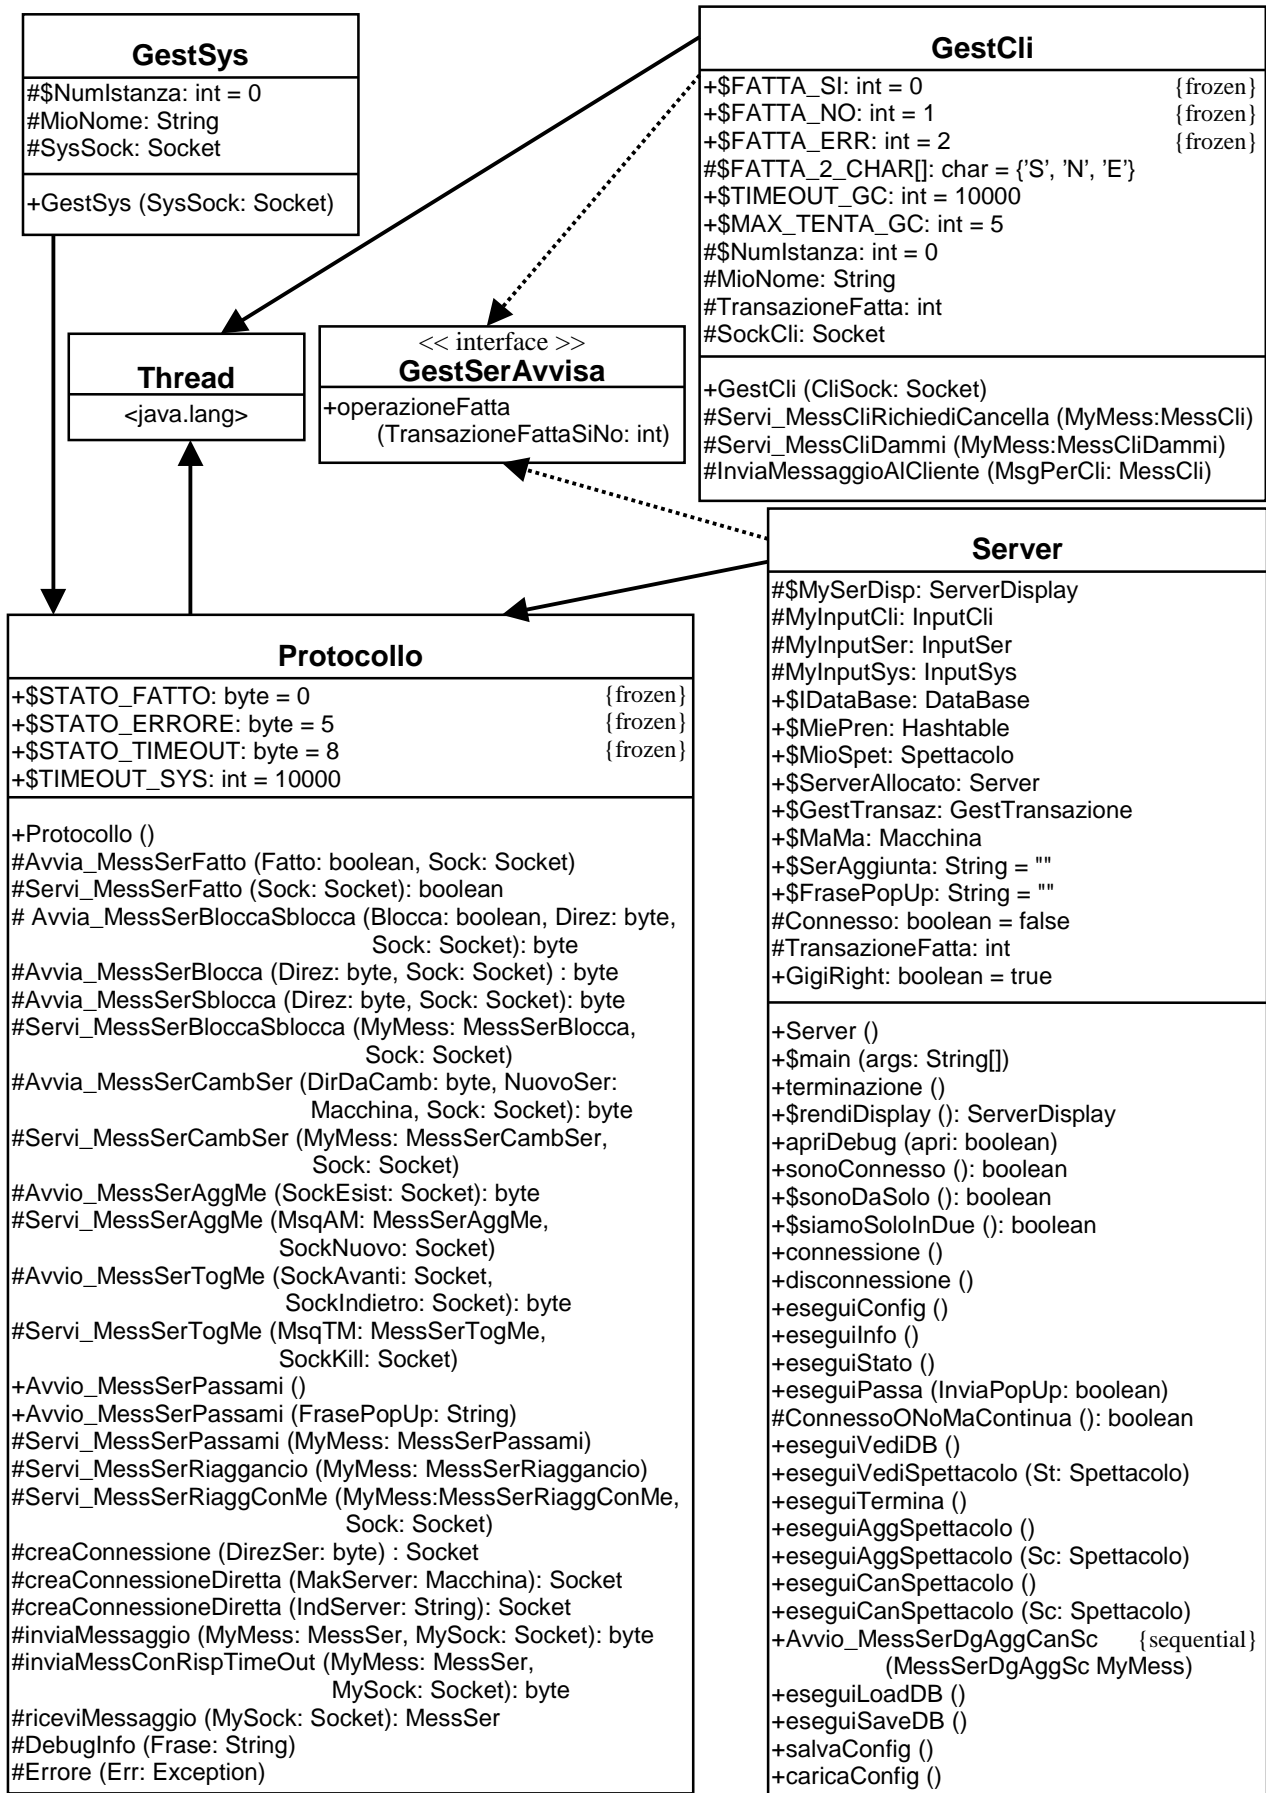 GestSys
#$NumIstanza: int = 0
#MioNome: String
#SysSock: Socket
+GestSys (SysSock: Socket)
GestCli
+$FATTA_SI: int = 0 {frozen}
+$FATTA_NO: int = 1 {frozen}
+$FATTA_ERR: int = 2 {frozen}
#$FATTA_2_CHAR[]: char = {'S', 'N', 'E'}
+$TIMEOUT_GC: int = 10000
+$MAX_TENTA_GC: int = 5
#$NumIstanza: int = 0
#MioNome: String
#TransazioneFatta: int
#SockCli: Socket
+GestCli (CliSock: Socket)
#Servi_MessCliRichiediCancella (MyMess:MessCli)
#Servi_MessCliDammi (MyMess:MessCliDammi)
#InviaMessaggioAlCliente (MsgPerCli: MessCli)
Thread
<java.lang>
<< interface >>
GestSerAvvisa
+operazioneFatta
(TransazioneFattaSiNo: int)
Protocollo
+$STATO_FATTO: byte = 0 {frozen}
+$STATO_ERRORE: byte = 5 {frozen}
+$STATO_TIMEOUT: byte = 8 {frozen}
+$TIMEOUT_SYS: int = 10000
+Protocollo ()
#Avvia_MessSerFatto (Fatto: boolean, Sock: Socket)
#Servi_MessSerFatto (Sock: Socket): boolean
# Avvia_MessSerBloccaSblocca (Blocca: boolean, Direz: byte,
Sock: Socket): byte
#Avvia_MessSerBlocca (Direz: byte, Sock: Socket) : byte
#Avvia_MessSerSblocca (Direz: byte, Sock: Socket): byte
#Servi_MessSerBloccaSblocca (MyMess: MessSerBlocca,
Sock: Socket)
#Avvia_MessSerCambSer (DirDaCamb: byte, NuovoSer:
Macchina, Sock: Socket): byte
#Servi_MessSerCambSer (MyMess: MessSerCambSer,
Sock: Socket)
#Avvio_MessSerAggMe (SockEsist: Socket): byte
#Servi_MessSerAggMe (MsqAM: MessSerAggMe,
SockNuovo: Socket)
#Avvio_MessSerTogMe (SockAvanti: Socket,
SockIndietro: Socket): byte
#Servi_MessSerTogMe (MsqTM: MessSerTogMe,
SockKill: Socket)
+Avvio_MessSerPassami ()
+Avvio_MessSerPassami (FrasePopUp: String)
#Servi_MessSerPassami (MyMess: MessSerPassami)
#Servi_MessSerRiaggancio (MyMess: MessSerRiaggancio)
#Servi_MessSerRiaggConMe (MyMess:MessSerRiaggConMe,
Sock: Socket)
#creaConnessione (DirezSer: byte) : Socket
#creaConnessioneDiretta (MakServer: Macchina): Socket
#creaConnessioneDiretta (IndServer: String): Socket
#inviaMessaggio (MyMess: MessSer, MySock: Socket): byte
#inviaMessConRispTimeOut (MyMess: MessSer,
MySock: Socket): byte
#riceviMessaggio (MySock: Socket): MessSer
#DebugInfo (Frase: String)
#Errore (Err: Exception)
Server
#$MySerDisp: ServerDisplay
#MyInputCli: InputCli
#MyInputSer: InputSer
#MyInputSys: InputSys
+$IDataBase: DataBase
+$MiePren: Hashtable
+$MioSpet: Spettacolo
+$ServerAllocato: Server
+$GestTransaz: GestTransazione
+$MaMa: Macchina
+$SerAggiunta: String = ""
+$FrasePopUp: String = ""
#Connesso: boolean = false
#TransazioneFatta: int
+GigiRight: boolean = true
+Server ()
+$main (args: String[])
+terminazione ()
+$rendiDisplay (): ServerDisplay
+apriDebug (apri: boolean)
+sonoConnesso (): boolean
+$sonoDaSolo (): boolean
+$siamoSoloInDue (): boolean
+connessione ()
+disconnessione ()
+eseguiConfig ()
+eseguiInfo ()
+eseguiStato ()
+eseguiPassa (InviaPopUp: boolean)
#ConnessoONoMaContinua (): boolean
+eseguiVediDB ()
+eseguiVediSpettacolo (St: Spettacolo)
+eseguiTermina ()
+eseguiAggSpettacolo ()
+eseguiAggSpettacolo (Sc: Spettacolo)
+eseguiCanSpettacolo ()
+eseguiCanSpettacolo (Sc: Spettacolo)
+Avvio_MessSerDgAggCanSc {sequential}
(MessSerDgAggSc MyMess)
+eseguiLoadDB ()
+eseguiSaveDB ()
+salvaConfig ()
+caricaConfig ()